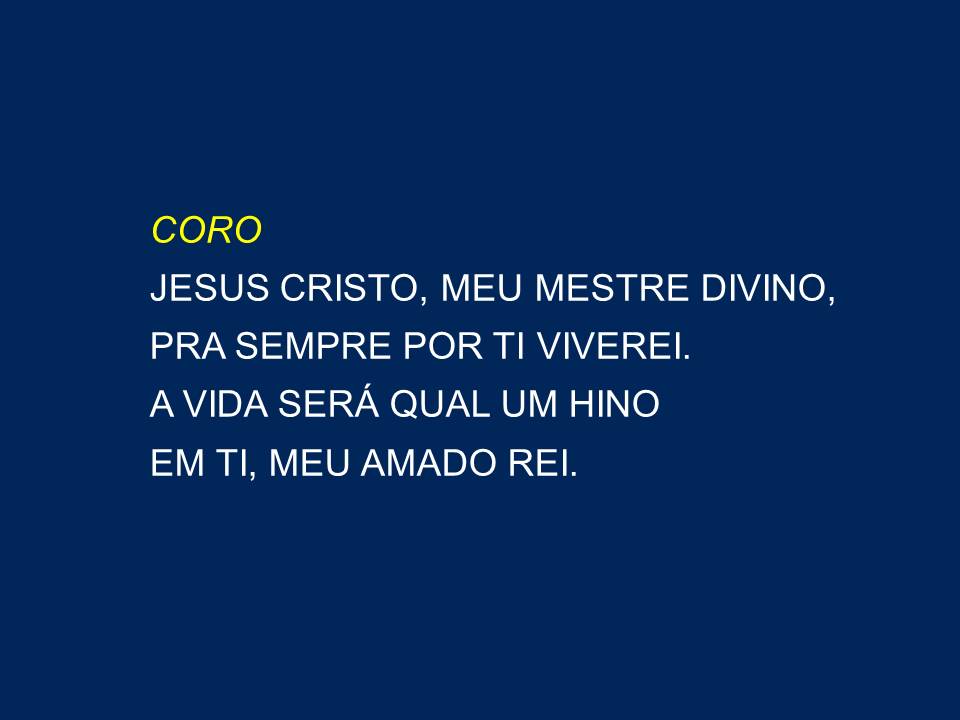 CORO
JESUS CRISTO, MEU MESTRE DIVINO,
PRA SEMPRE POR TI VIVEREI.
A VIDA SERÁ QUAL UM HINO
EM TI, MEU AMADO REI.